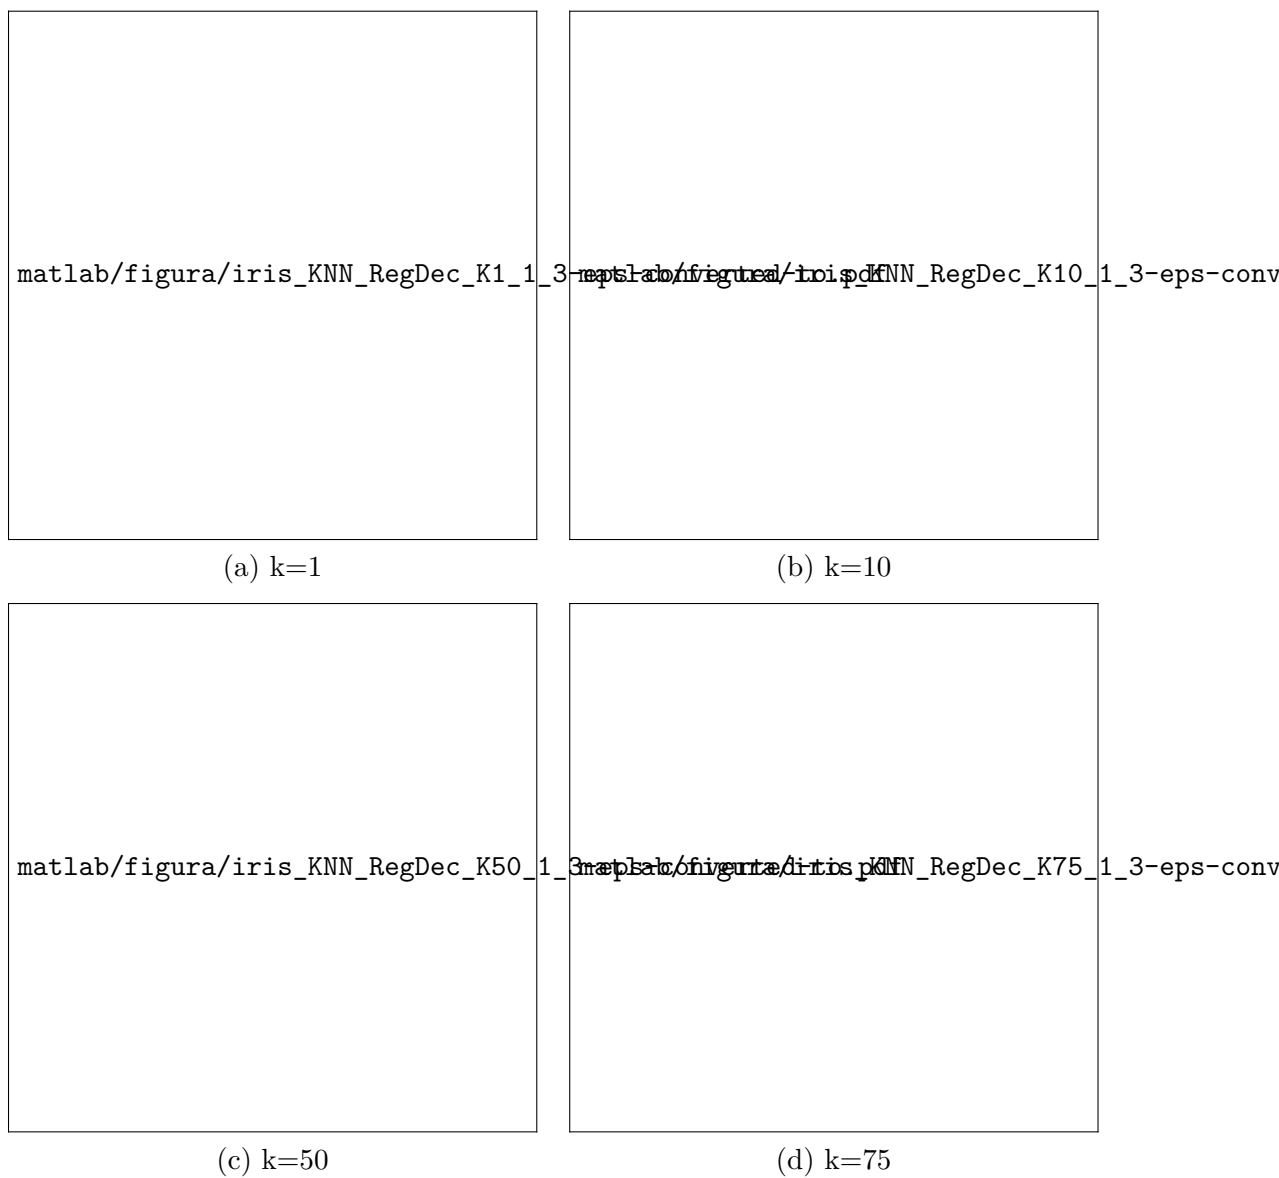 matlab/figura/iris_KNN_RegDec_K1_1_3-eps-converted-to.pdf
matlab/figura/iris_KNN_RegDec_K10_1_3-eps-conv
(a) k=1
(b) k=10
matlab/figura/iris_KNN_RegDec_K50_1_3-eps-converted-to.pdf
matlab/figura/iris_KNN_RegDec_K75_1_3-eps-conv
(c) k=50
(d) k=75